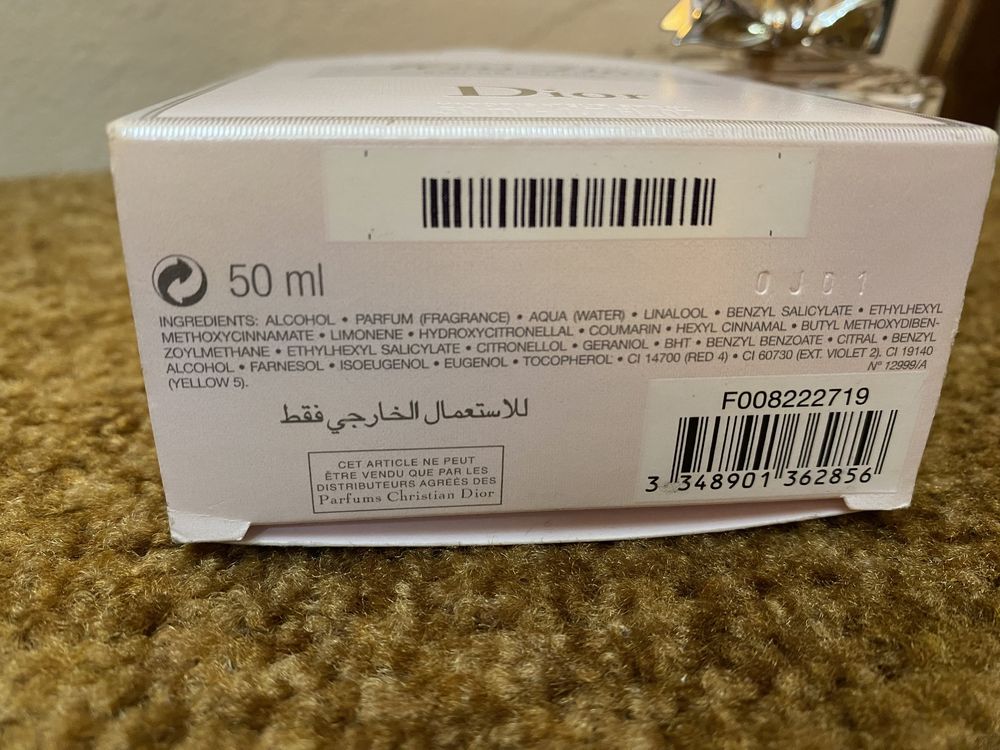 Dior
50 ml
0J01
INGREDIENTS: ALCOHOL • PARFUM (FRAGRANCE) • AQUA (WATER) • LINALOOL • BENZYL SALICYLATE • ETHYLHEXYL
METHOXYCINNAMATE • LIMONENE • HYDROXYCITRONELLAL • COUMARIN • HEXYL CINNAMAL • BUTYL METHOXYDIBEN-
ZOYLMETHANE • ETHYLHEXYL SALICYLATE • CITRONELLOL • GERANIOL • BHT • BENZYL BENZOATE • CITRAL • BENZYL
ALCOHOL • FARNESOL • ISOEUGENOL • EUGENOL • TOCOPHEROL • CI 14700 (RED 4) • CI 60730 (EXT. VIOLET 2). CI 19140
(YELLOW 5).
N° 12999/A
للاستعمال الخارجي فقط
F008222719
3 348901 362856
CET ARTICLE NE PEUT
ÊTRE VENDU QUE PAR LES
DISTRIBUTEURS AGRÉÉS DES
Parfums Christian Dior